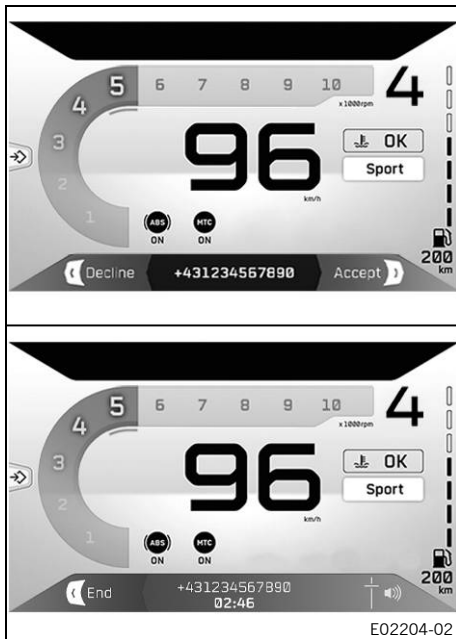 5 6 7 8 9 10
4
x1000rpm
4
3
96
OK
2
Sport
km/h
1
ABS
MTC
ON
ON
200
km
Decline
+431234567890
Accept
5 6 7 8 9 10
4
x1000rpm
4
3
96
OK
2
Sport
km/h
1
ABS
MTC
ON
ON
200
km
End
+431234567890
02:46
E02204-02